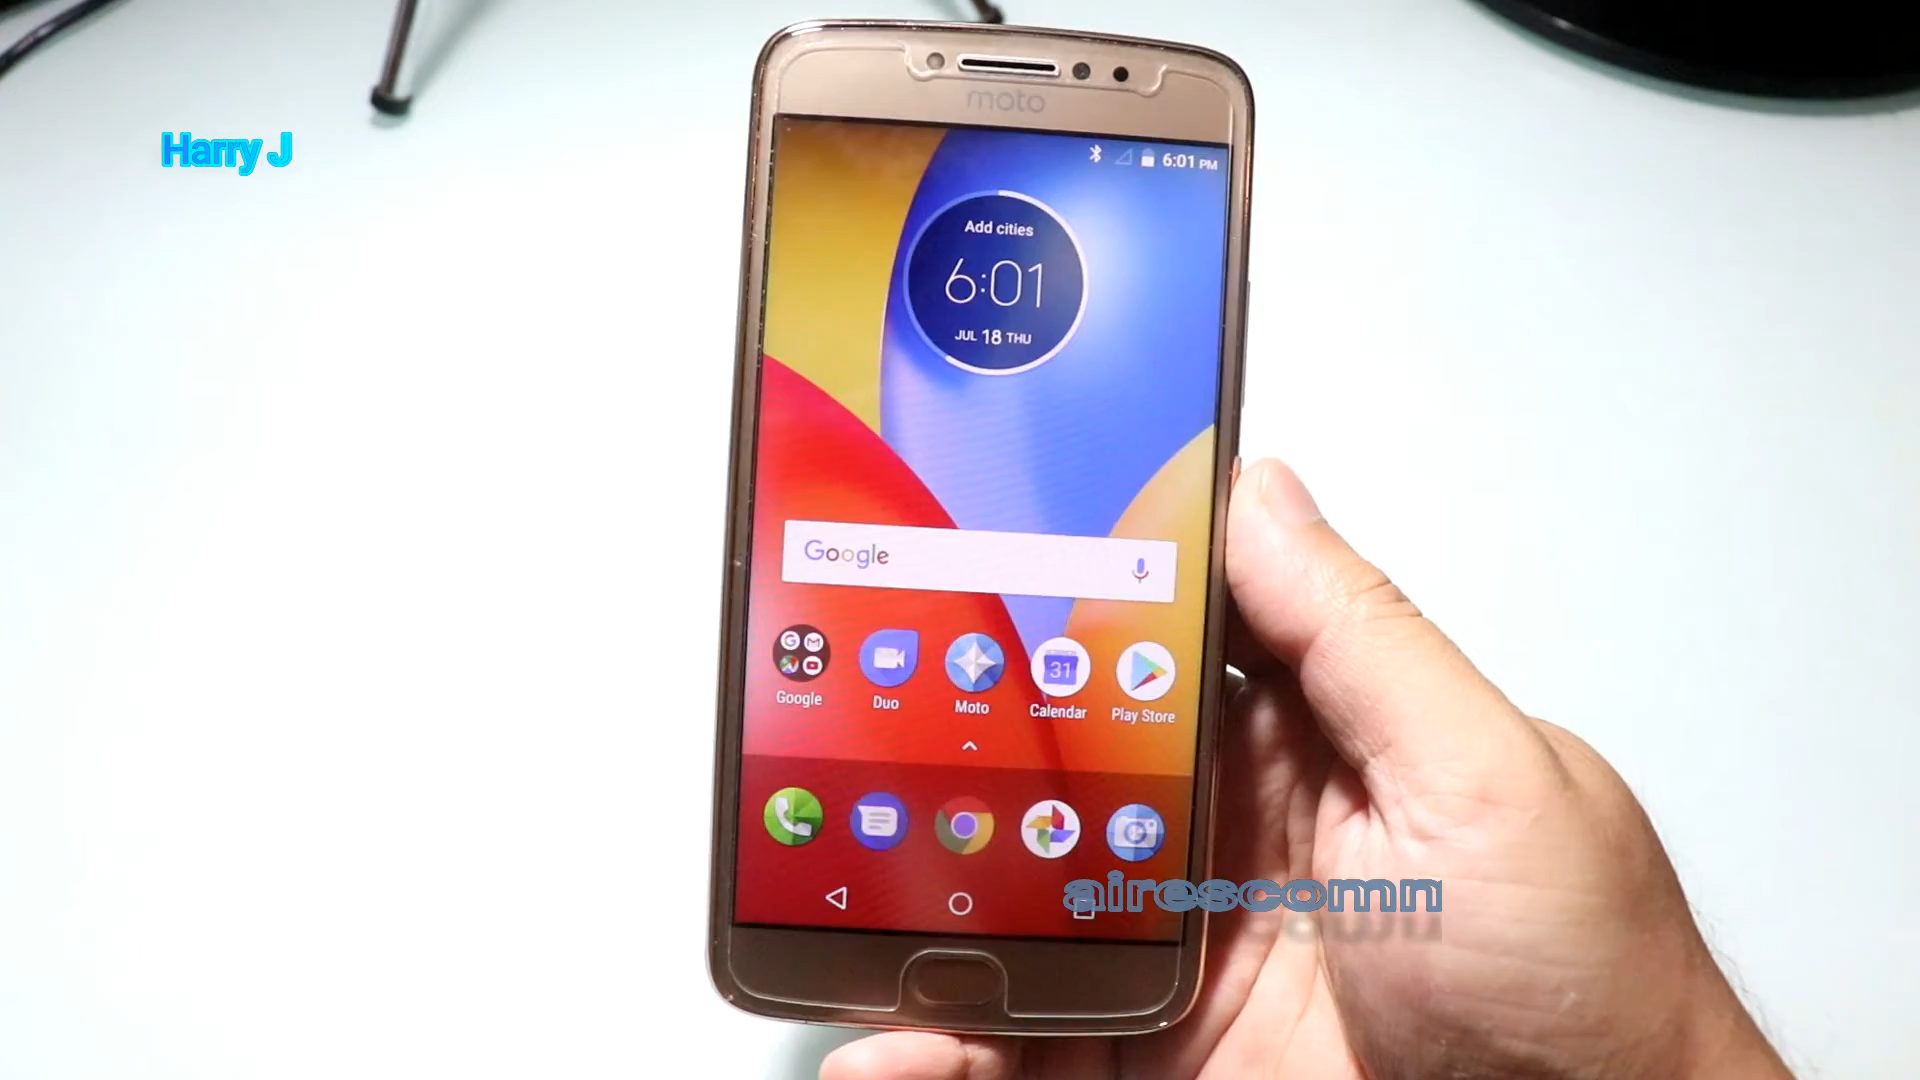 Harry J
moto
6:01 PM
Add cities
6:01
JUL 18 THU
Google
31
Google
Duo
Moto
Calendar
Play Store
airescomn